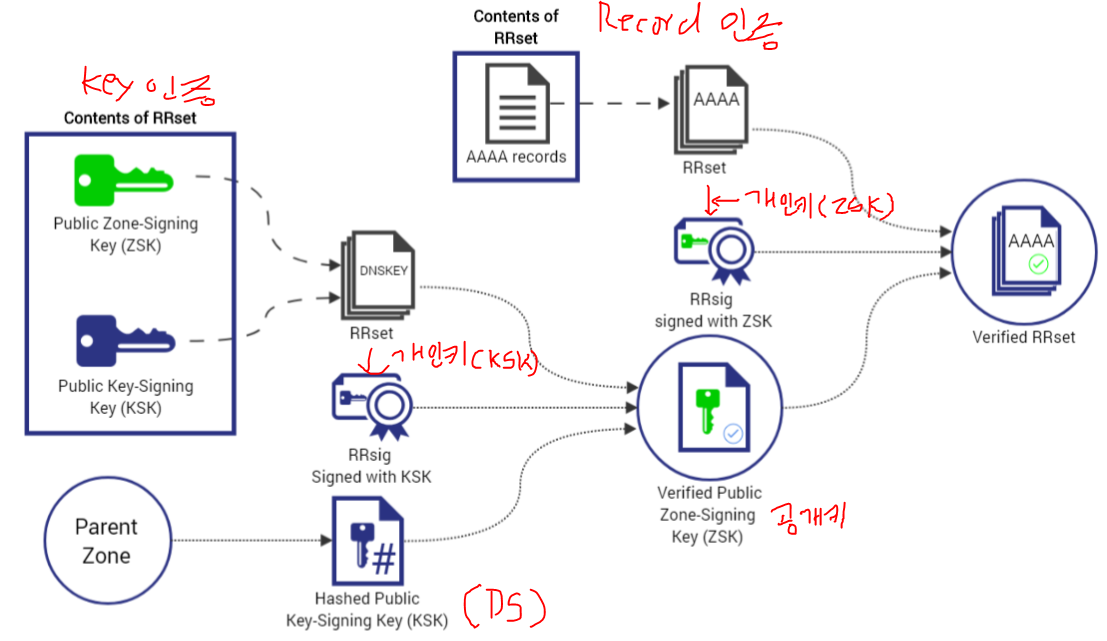 Contents of
RRset
Record 인증
Key 인증
Contents of RRset
AAAA records
AAAA
RRset
Public Zone-Signing
Key (ZSK)
개인키(ZSK)
DNSKEY
RRset
AAAA
Verified RRset
RRsig
signed with ZSK
Public Key-Signing
Key (KSK)
개인키(KSK)
RRsig
Signed with KSK
Verified Public
Zone-Signing
Key (ZSK)
공개키
Parent
Zone
#
Hashed Public
Key-Signing Key (KSK)
(DS)